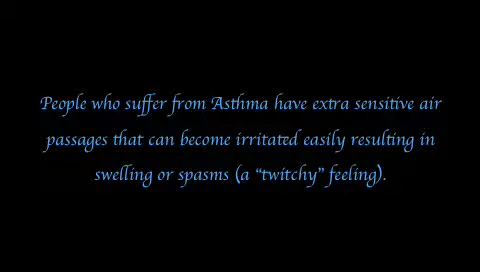 People who suffer from Asthma have extra sensitive air
passages that can become irritated easily resulting in
swelling or spasms (a "twitchy" feeling).